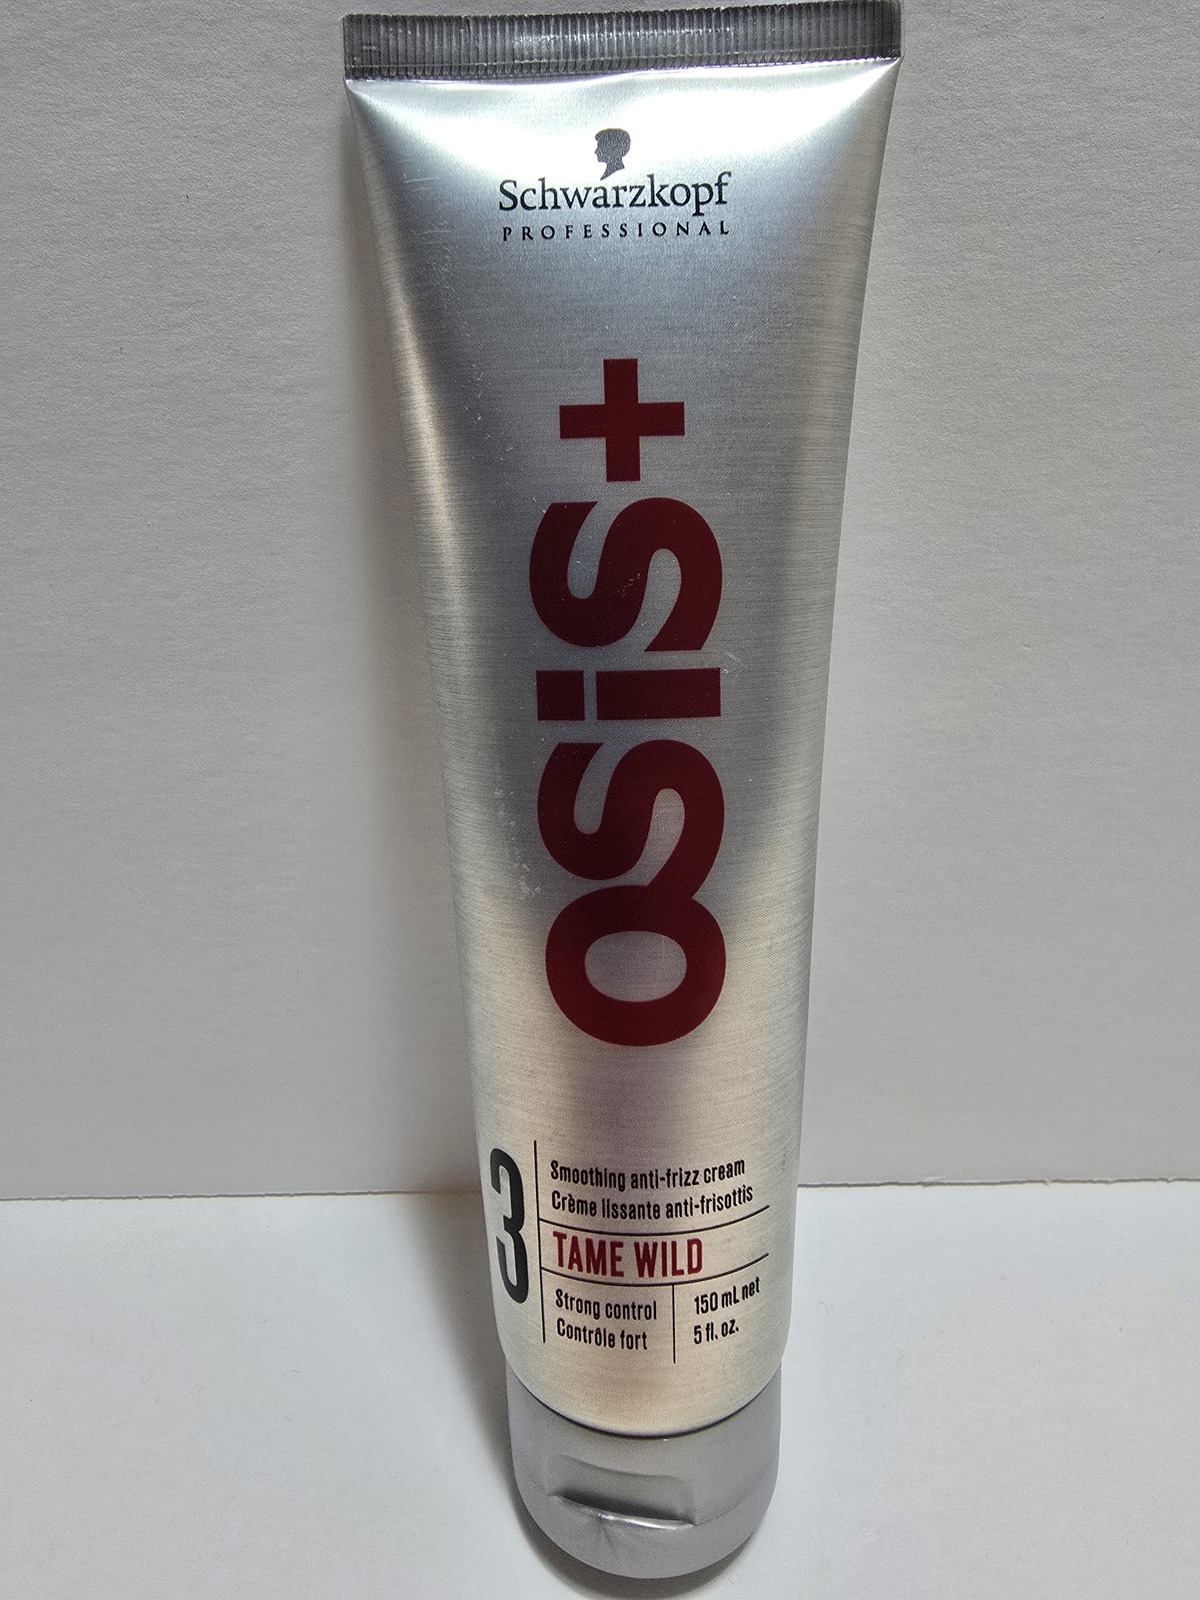 Schwarzkopf
PROFESSIONAL
osis+
3
Smoothing anti-frizz cream
Crème lissante anti-frisottis
TAME WILD
Strong control
Contrôle fort
150 mL net
5 fl. oz.